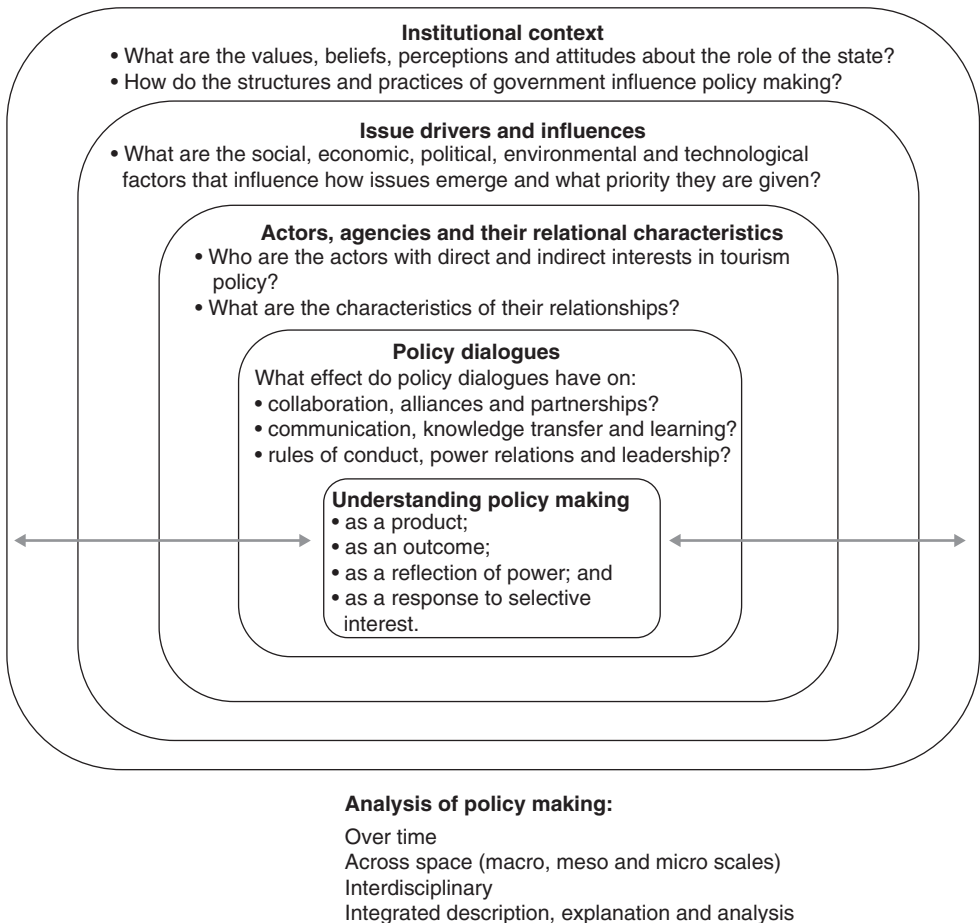 Institutional context
• What are the values, beliefs, perceptions and attitudes about the role of the state?
• How do the structures and practices of government influence policy making?
Issue drivers and influences
• What are the social, economic, political, environmental and technological
factors that influence how issues emerge and what priority they are given?
Actors, agencies and their relational characteristics
• Who are the actors with direct and indirect interests in tourism
policy?
• What are the characteristics of their relationships?
Policy dialogues
What effect do policy dialogues have on:
• collaboration, alliances and partnerships?
• communication, knowledge transfer and learning?
• rules of conduct, power relations and leadership?
Understanding policy making
• as a product;
• as an outcome;
• as a reflection of power; and
• as a response to selective
interest.
Analysis of policy making:
Over time
Across space (macro, meso and micro scales)
Interdisciplinary
Integrated description, explanation and analysis